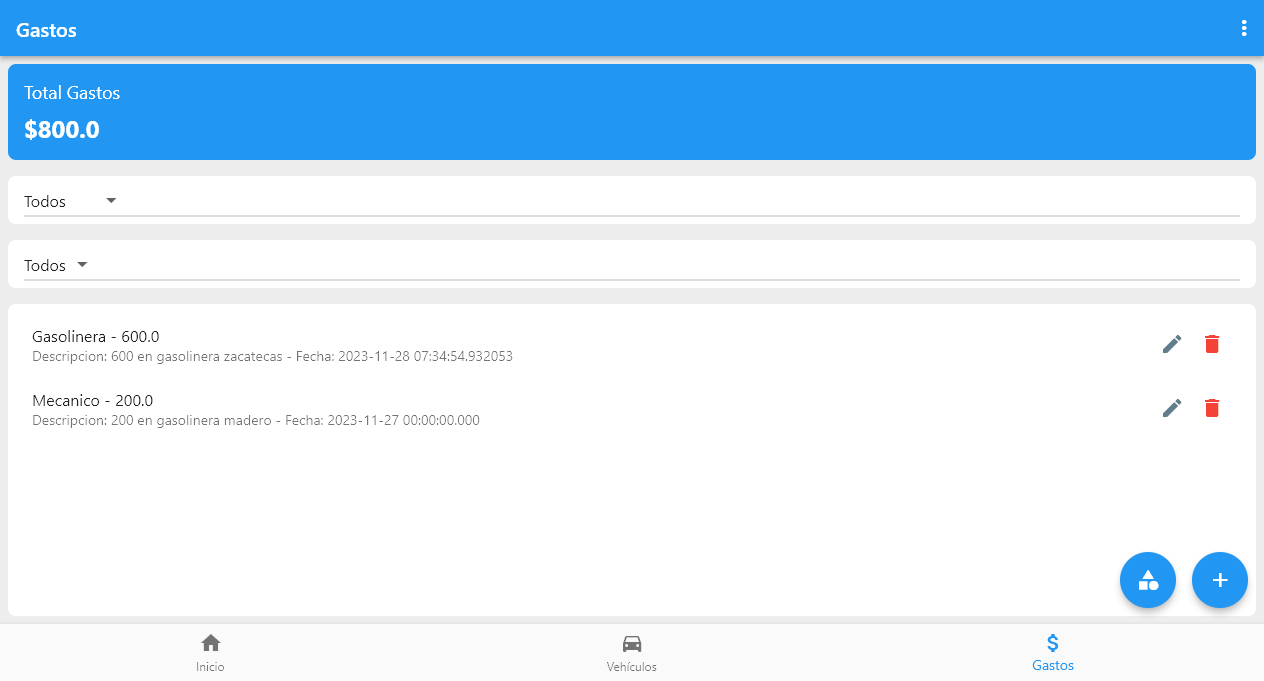 Gastos
Total Gastos
$800.0
Todos
Todos
Gasolinera - 600.0
Descripcion: 600 en gasolinera zacatecas - Fecha: 2023-11-28 07:34:54.932053
Mecanico - 200.0
Descripcion: 200 en gasolinera madero - Fecha: 2023-11-27 00:00:00.000
Inicio
Vehículos
Gastos